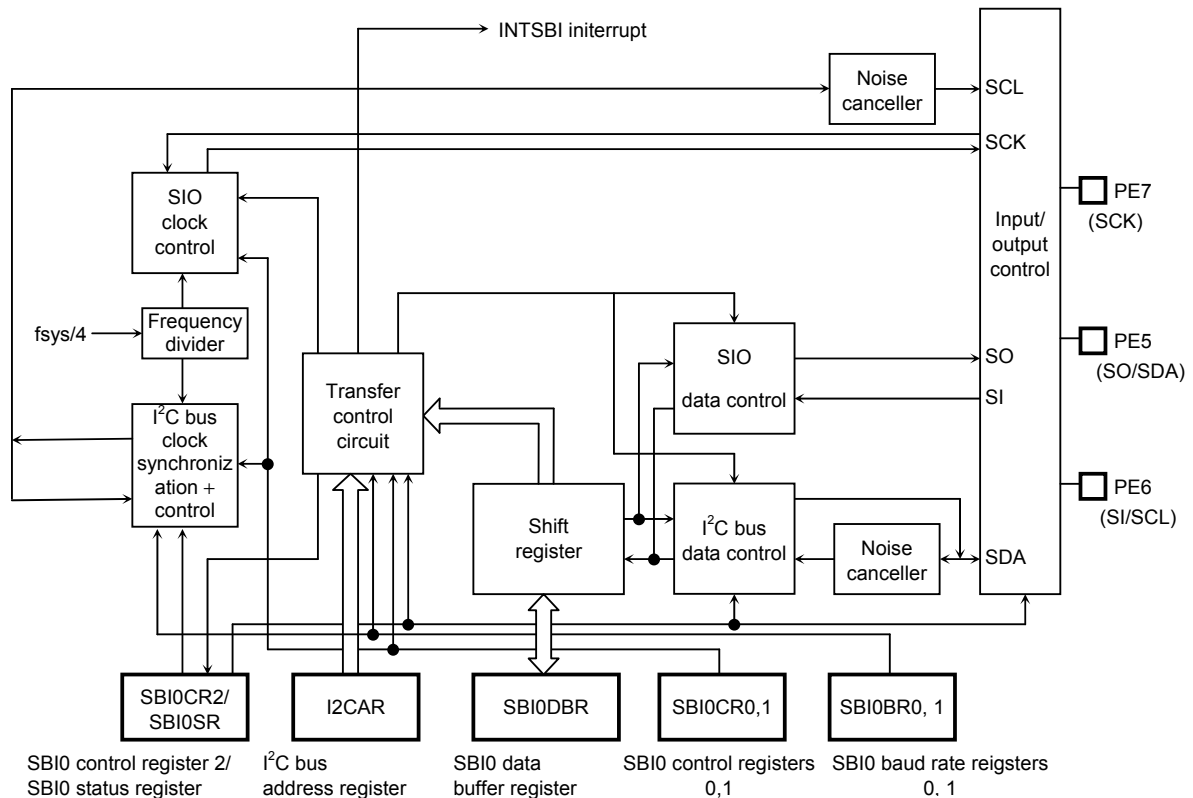 INTSBI initerrupt
Noise
canceller
SCL
SCK
SIO
clock
control
Input/
output
control
PE7
(SCK)
fsys/4
Frequency
divider
SIO
data control
SO
SI
PE5
(SO/SDA)
Transfer
control
circuit
I²C bus
clock
synchroniz
ation +
control
Shift
register
I²C bus
data control
Noise
canceller
SDA
PE6
(SI/SCL)
SBI0CR2/
SBI0SR
I2CAR
SBI0DBR
SBI0CR0,1
SBI0BR0, 1
SBI0 control register 2/
SBI0 status register
I²C bus
address register
SBI0 data
buffer register
SBI0 control registers
0,1
SBI0 baud rate reigsters
0, 1